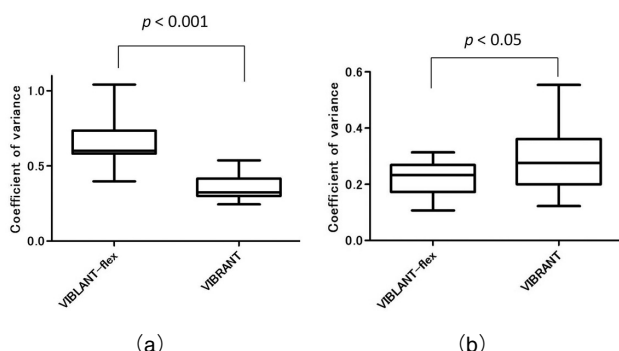 p < 0.001
Coefficient of variance
1.0
0.5
0.0
VIBLANT-flex
VIBRANT
(a)
p < 0.05
Coefficient of variance
0.6
0.4
0.2
0.0
VIBLANT-flex
VIBRANT
(b)